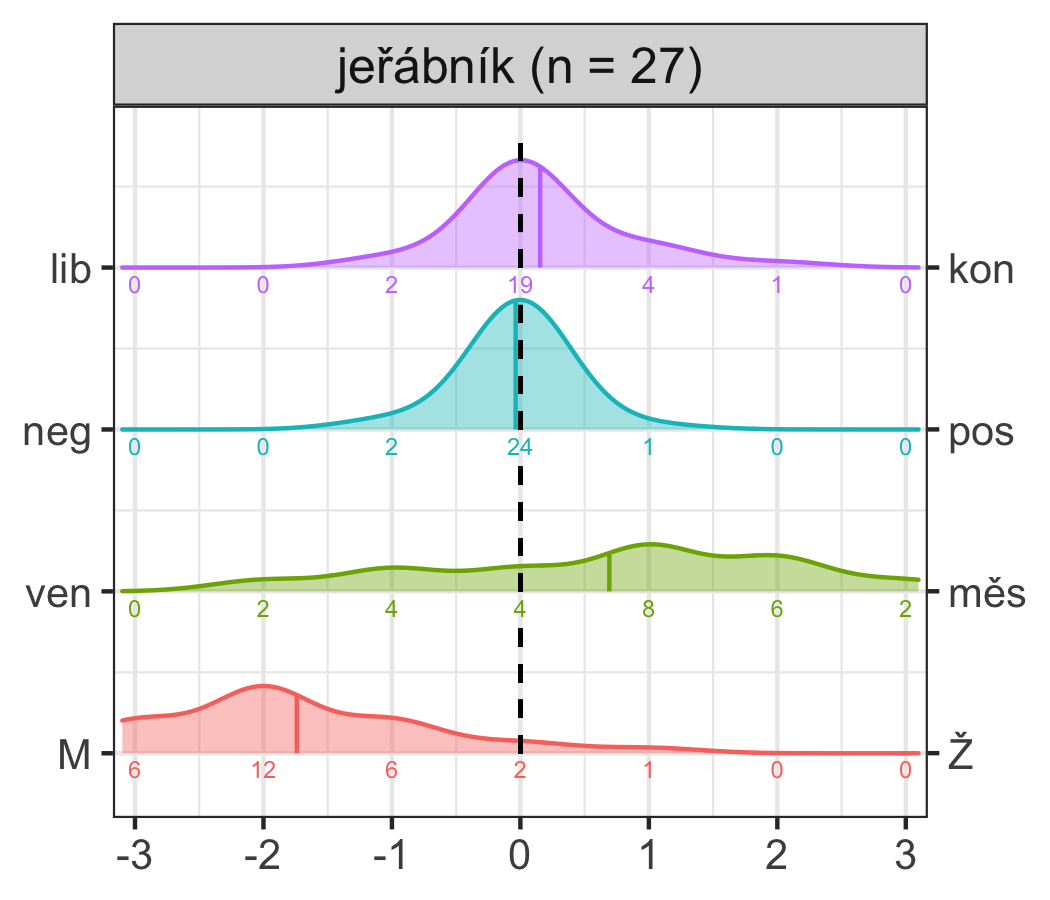 jeřábník (n = 27)
lib kon
0 0 2 19 4 1 0
neg pos
0 0 2 24 1 0 0
ven měs
0 2 4 4 8 6 2
M Ž
6 12 6 2 1 0 0
-3 -2 -1 0 1 2 3